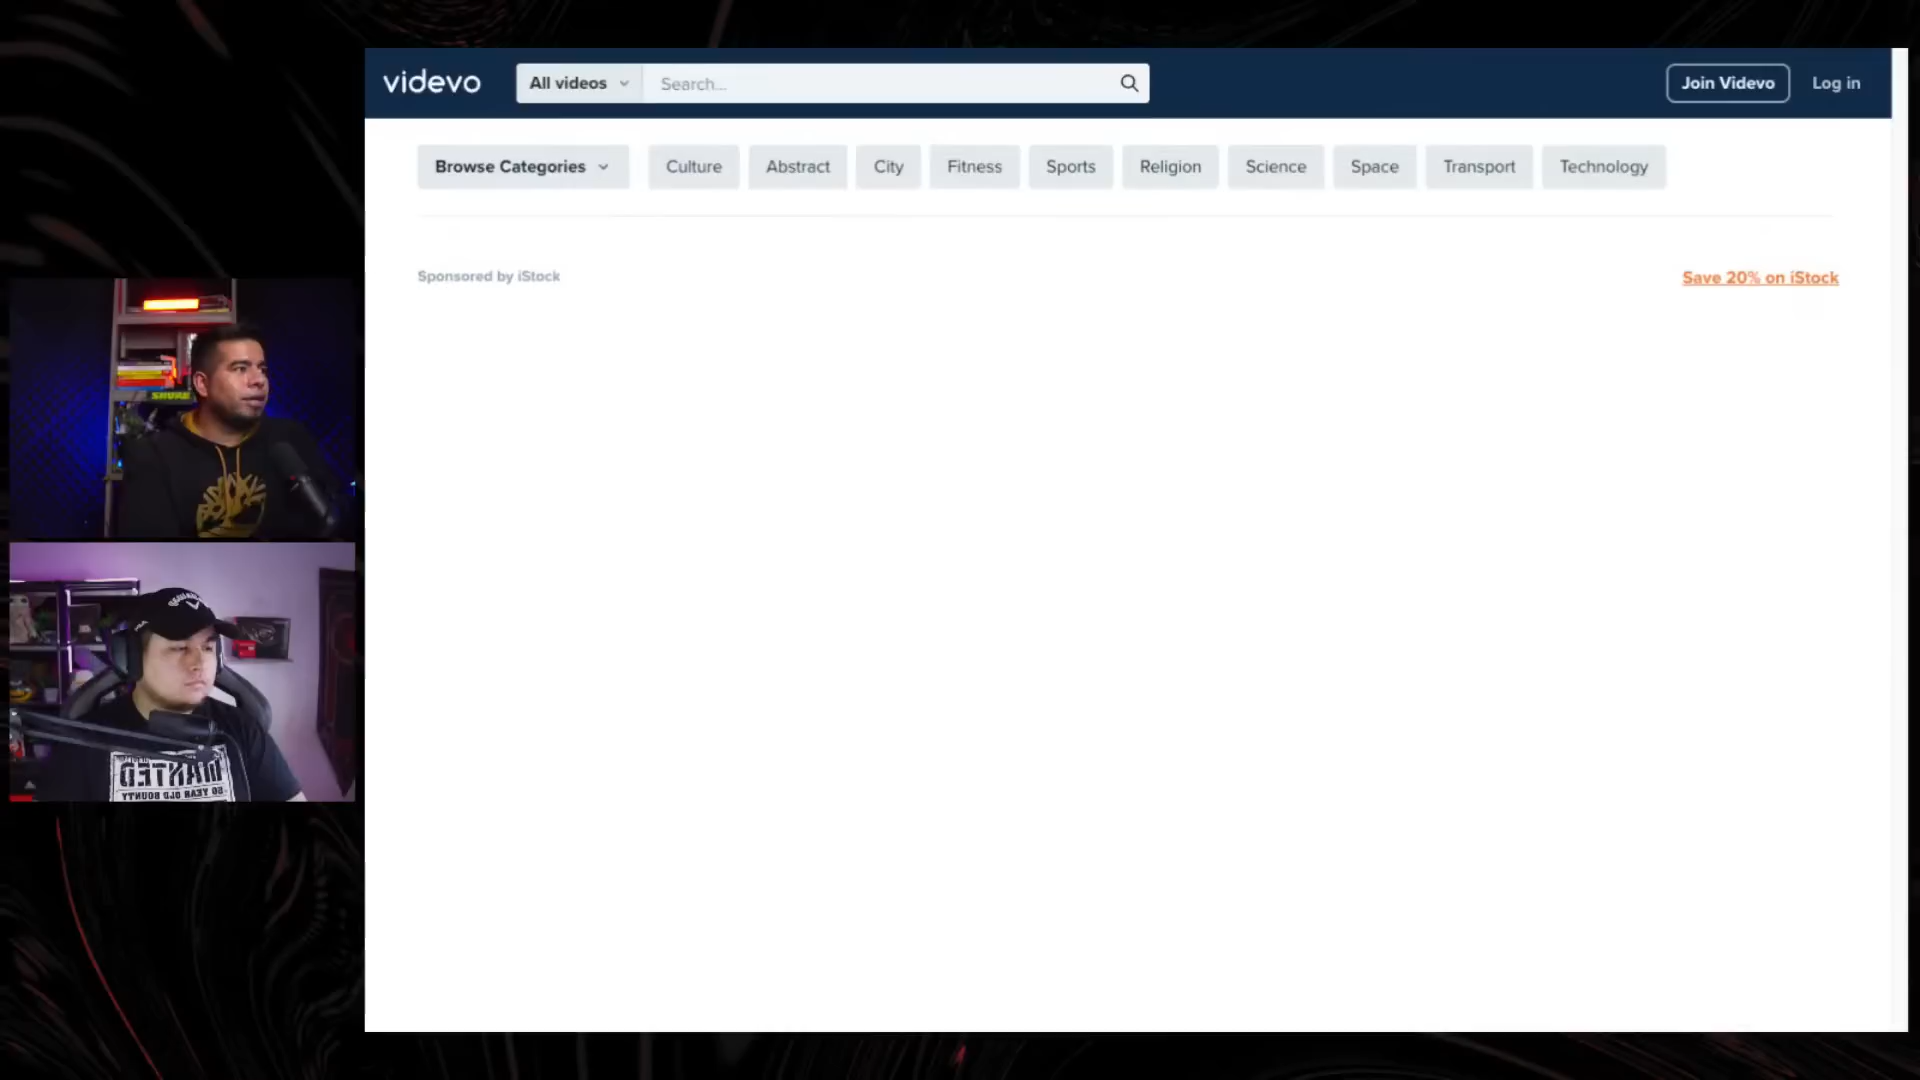 videvo
All videos
Search...
Join Videvo
Log in
Browse Categories
Culture
Abstract
City
Fitness
Sports
Religion
Science
Space
Transport
Technology
Sponsored by iStock
Save 20% on iStock
SHURE
WANTED